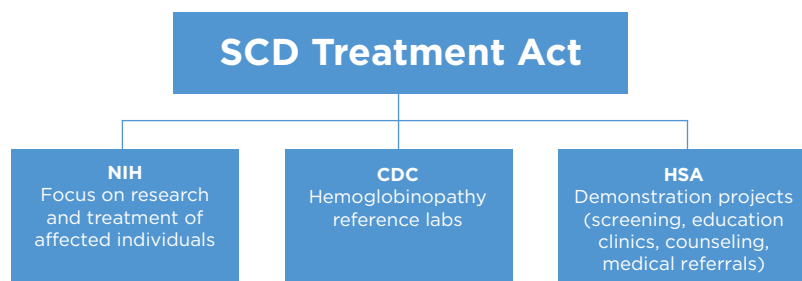 SCD Treatment Act
NIH
Focus on research
and treatment of
affected individuals
CDC
Hemoglobinopathy
reference labs
HSA
Demonstration projects
(screening, education
clinics, counseling,
medical referrals)